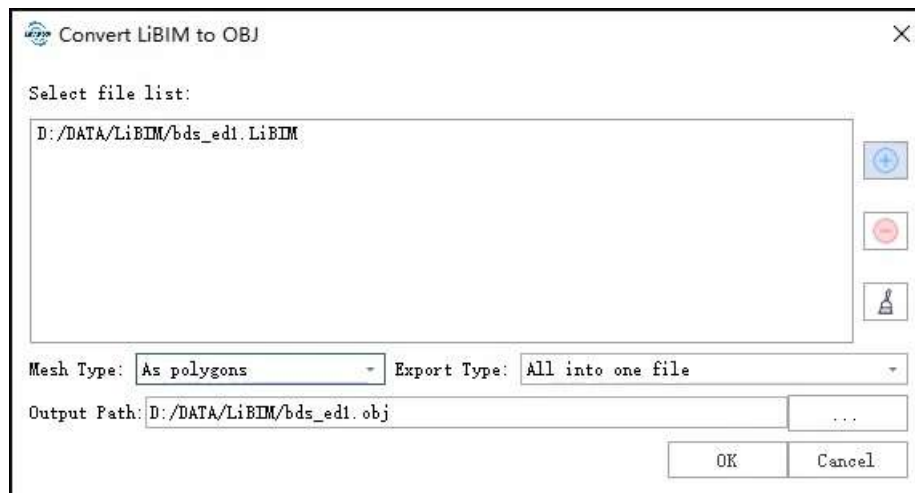 Convert LiBIM to OBJ
Select file list:
D:/DATA/LiBIM/bds_ed1.LiBIM
Mesh Type: As polygons Export Type: All into one file
Output Path: D:/DATA/LiBIM/bds_ed1.obj ...
OK Cancel